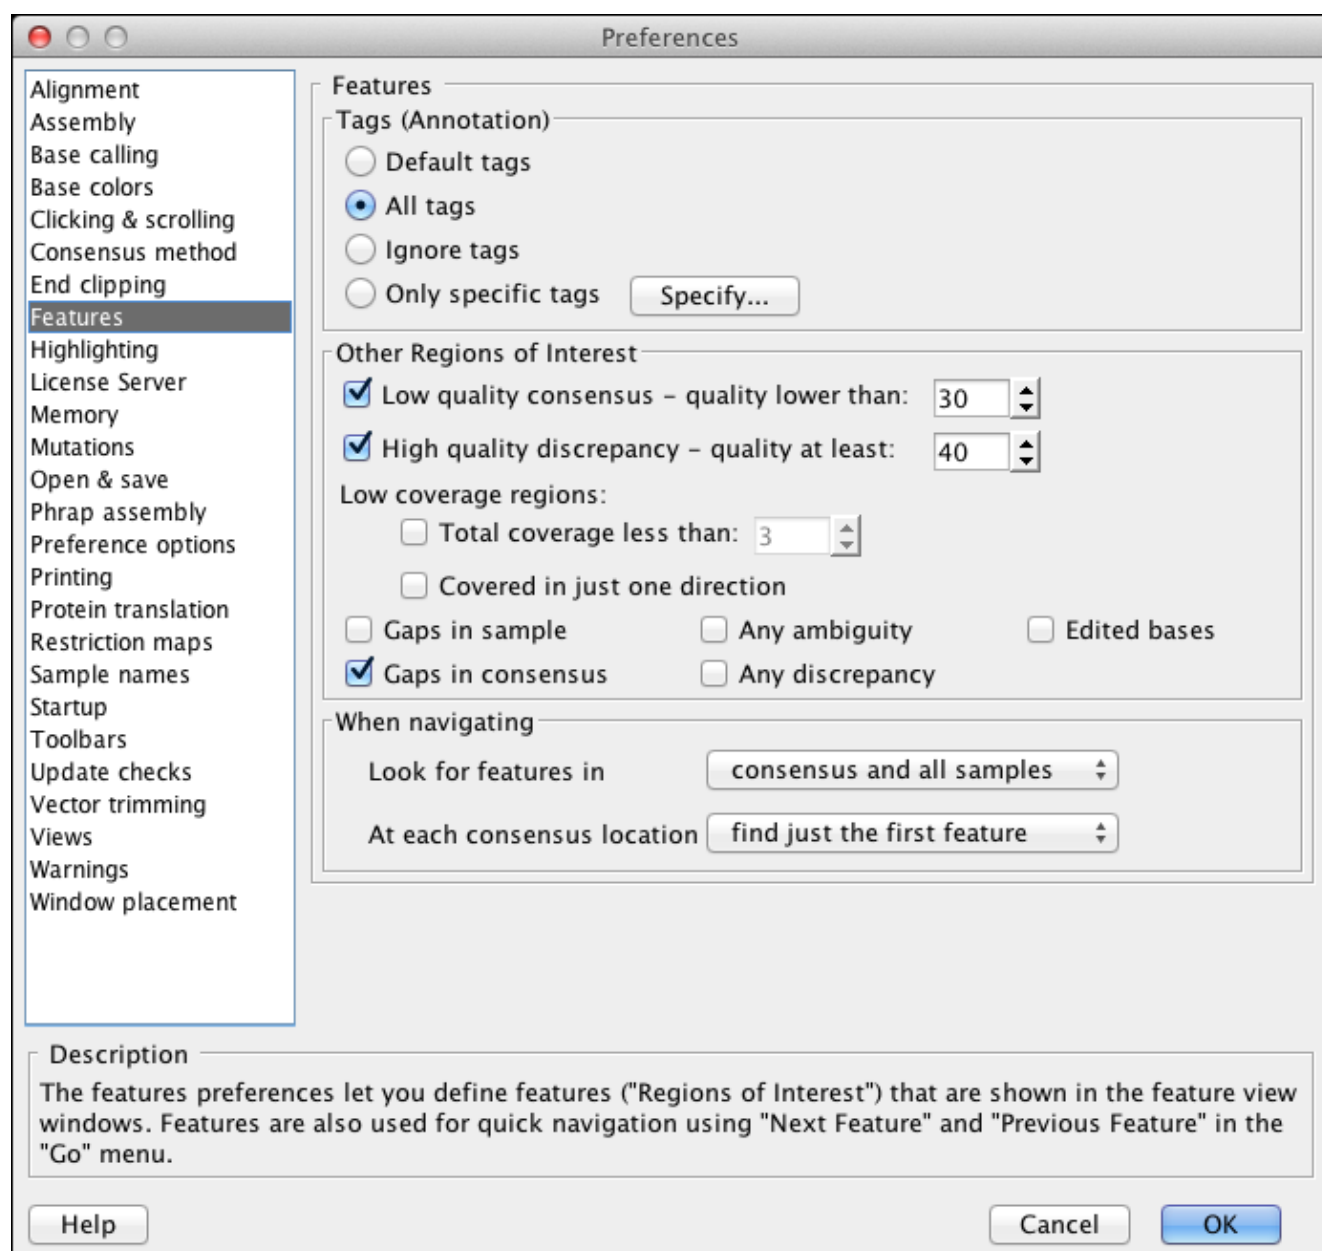 Preferences
Alignment
Assembly
Base calling
Base colors
Clicking & scrolling
Consensus method
End clipping
Features
Highlighting
License Server
Memory
Mutations
Open & save
Phrap assembly
Preference options
Printing
Protein translation
Restriction maps
Sample names
Startup
Toolbars
Update checks
Vector trimming
Views
Warnings
Window placement
Features
Tags (Annotation)
Default tags
All tags
Ignore tags
Only specific tags Specify...
Other Regions of Interest
Low quality consensus – quality lower than: 30
High quality discrepancy – quality at least: 40
Low coverage regions:
Total coverage less than: 3
Covered in just one direction
Gaps in sample Any ambiguity Edited bases
Gaps in consensus Any discrepancy
When navigating
Look for features in consensus and all samples
At each consensus location find just the first feature
Description
The features preferences let you define features ("Regions of Interest") that are shown in the feature view
windows. Features are also used for quick navigation using "Next Feature" and "Previous Feature" in the
"Go" menu.
Help Cancel OK